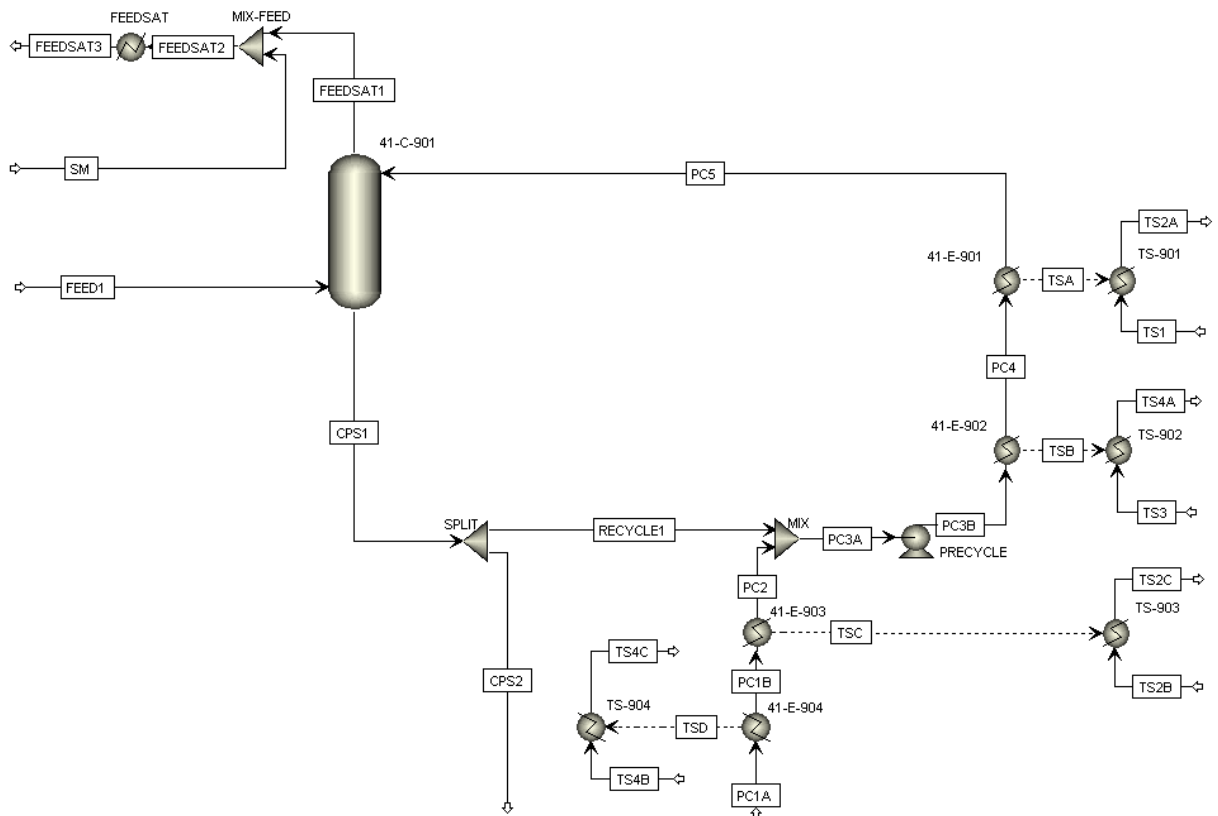 FEEDSAT
MIX-FEED
FEEDSAT3
FEEDSAT2
FEEDSAT1
41-C-901
SM
PC5
TS2A
41-E-901
TS-901
TSA
FEED1
TS1
PC4
TS4A
41-E-902
TS-902
CPS1
TSB
SPLIT
RECYCLE1
MIX
PC3B
TS3
PC3A
PRECYCLE
PC2
TS2C
41-E-903
TS-903
TSC
TS4C
CPS2
PC1B
TS2B
TS-904
41-E-904
TSD
TS4B
PC1A